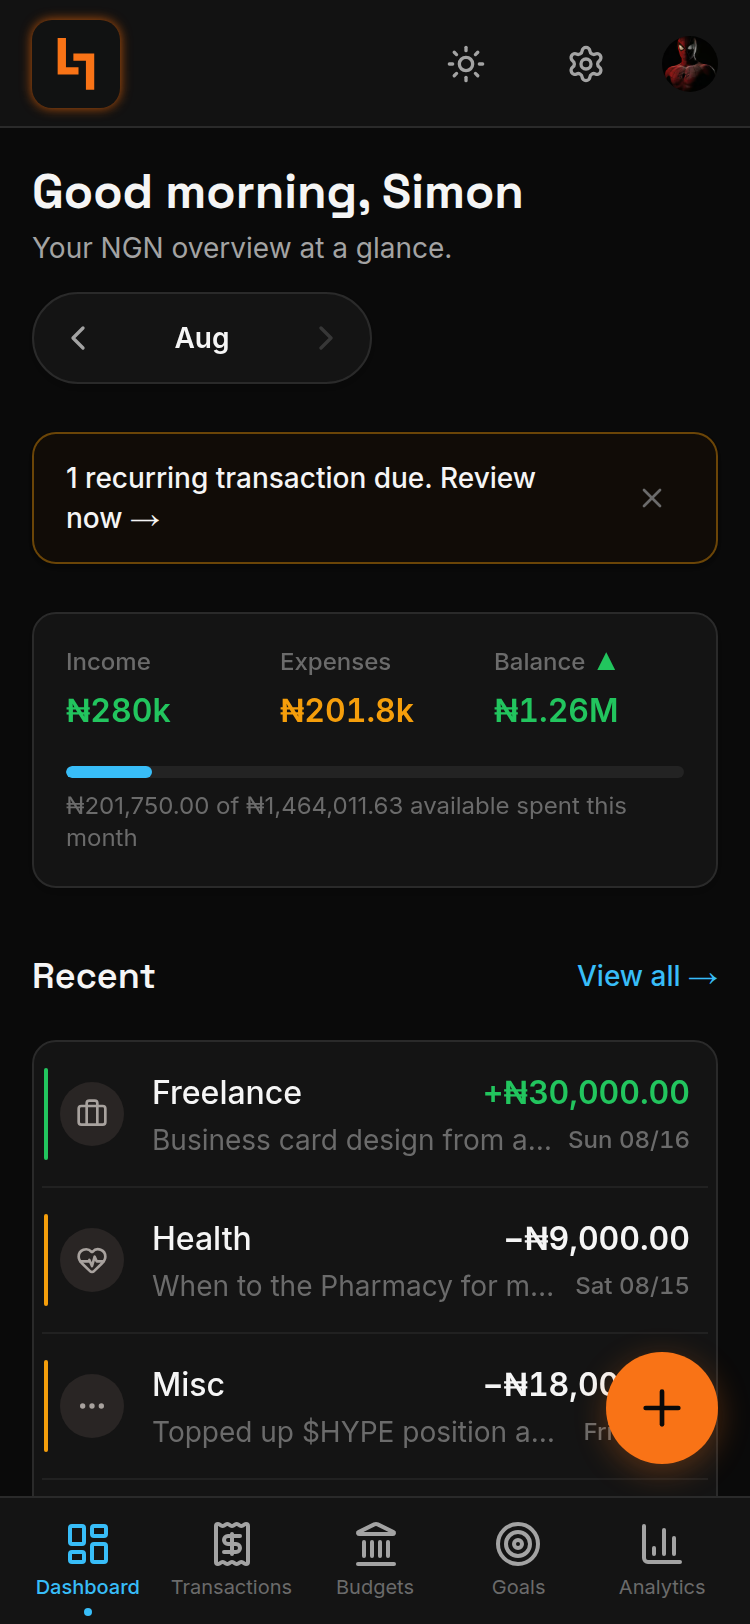 Good morning, Simon
Your NGN overview at a glance.
Aug
1 recurring transaction due. Review
now →
Income Expenses Balance ▲
₦280k ₦201.8k ₦1.26M
₦201,750.00 of ₦1,464,011.63 available spent this
month
Recent View all →
Freelance +₦30,000.00
Business card design from a... Sun 08/16
Health −₦9,000.00
When to the Pharmacy for m... Sat 08/15
Misc −₦18,00
Topped up $HYPE position a... Fri
Dashboard Transactions Budgets Goals Analytics